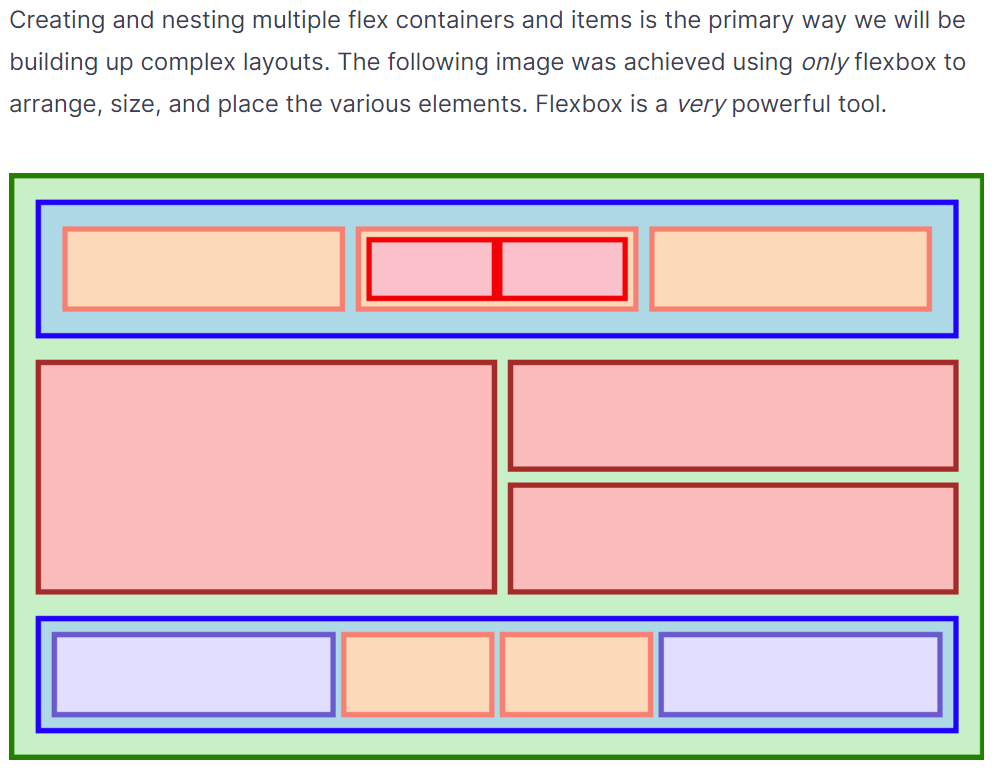 Creating and nesting multiple flex containers and items is the primary way we will be
building up complex layouts. The following image was achieved using only flexbox to
arrange, size, and place the various elements. Flexbox is a very powerful tool.